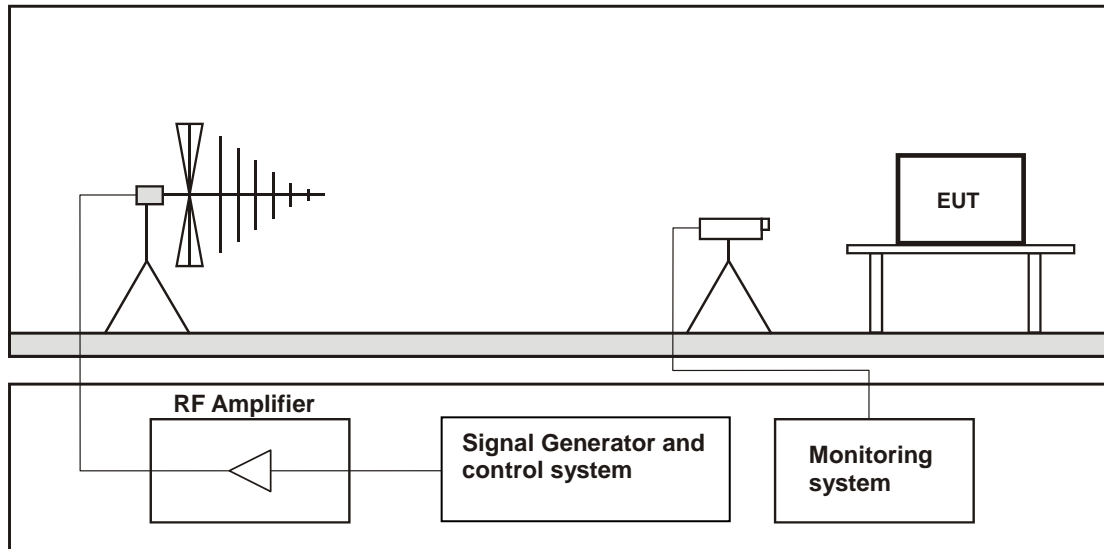 EUT
RF Amplifier
Signal Generator and
control system
Monitoring
system